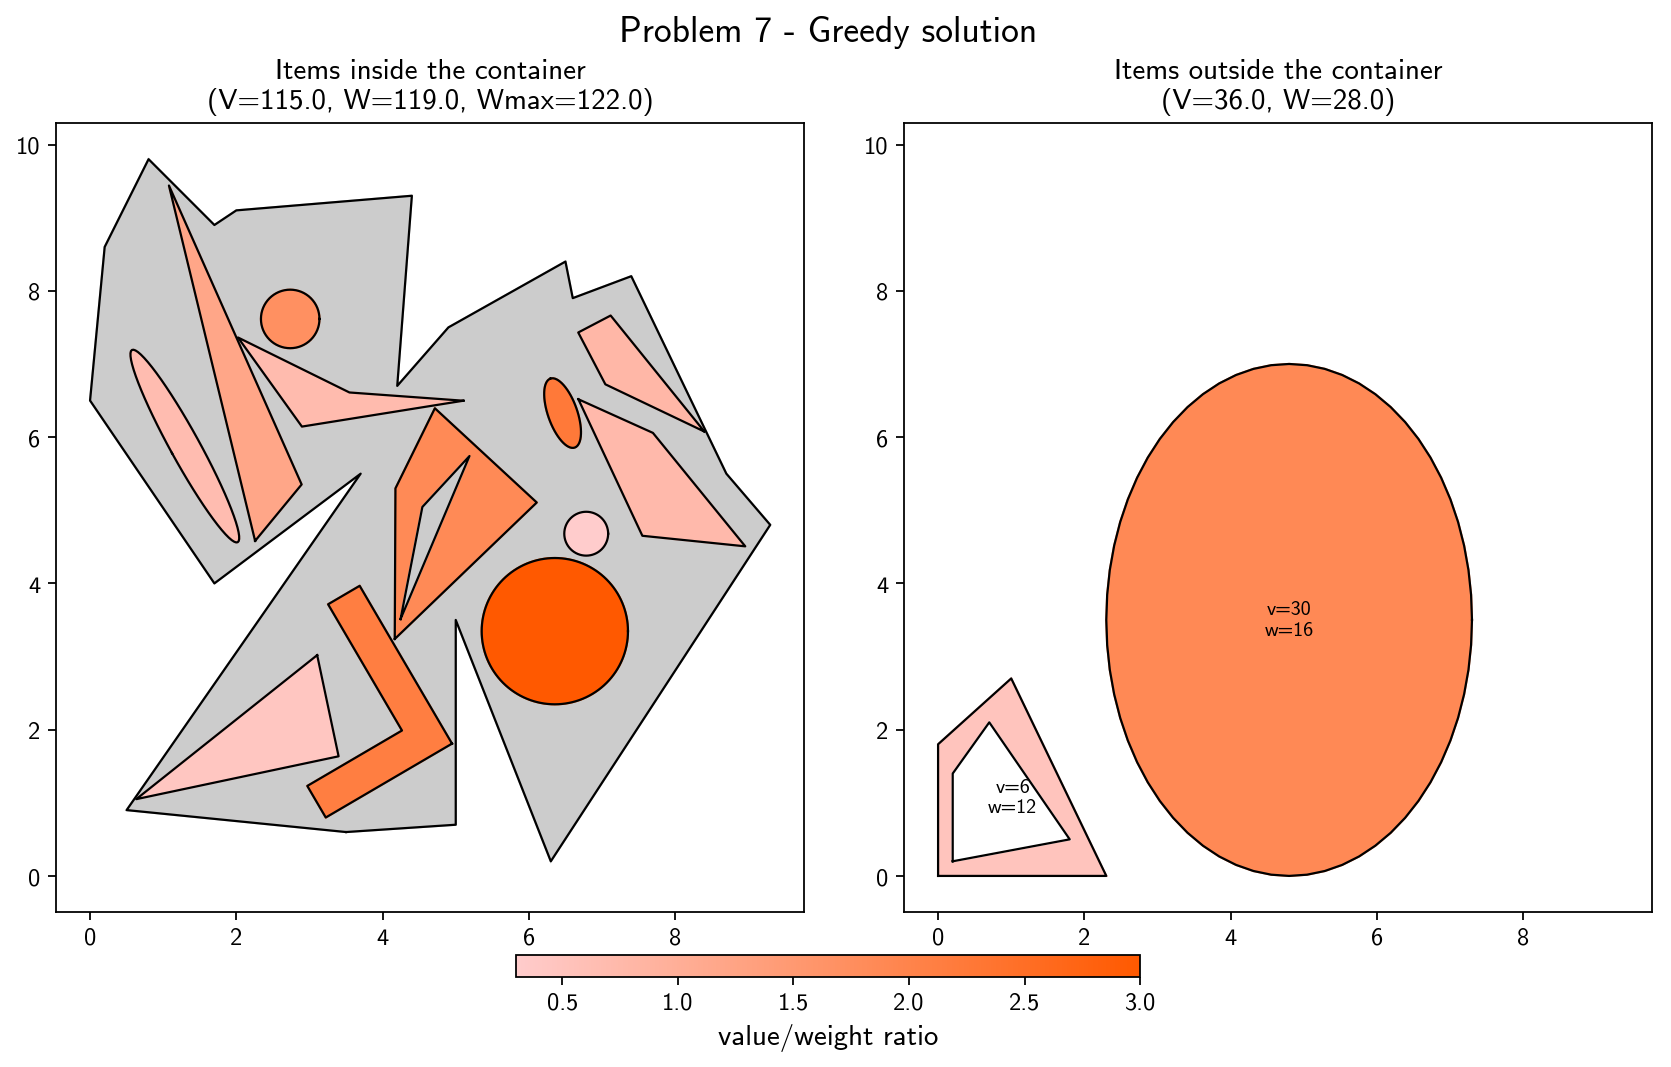 Problem 7 - Greedy solution
Items inside the container
(V=115.0, W=119.0, Wmax=122.0)
10
8
6
4
2
0
0 2 4 6 8
Items outside the container
(V=36.0, W=28.0)
10
8
6
4
2
0
v=30
w=16
v=6
w=12
0 2 4 6 8
0.5 1.0 1.5 2.0 2.5 3.0
value/weight ratio